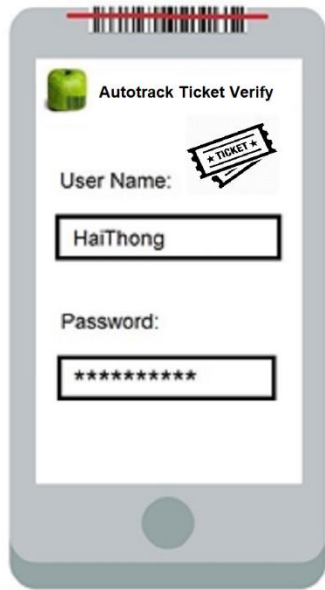 Autotrack Ticket Verify
★ TICKET ★
User Name:
HaiThong
Password:
**********